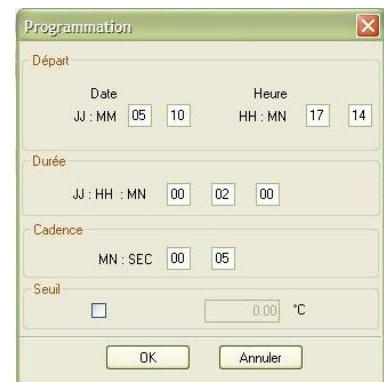 Programmation
Départ
Date Heure
JJ : MM 05 10 HH : MN 17 14
Durée
JJ : HH : MN 00 02 00
Cadence
MN : SEC 00 05
Seuil
0.00 °C
OK Annuler